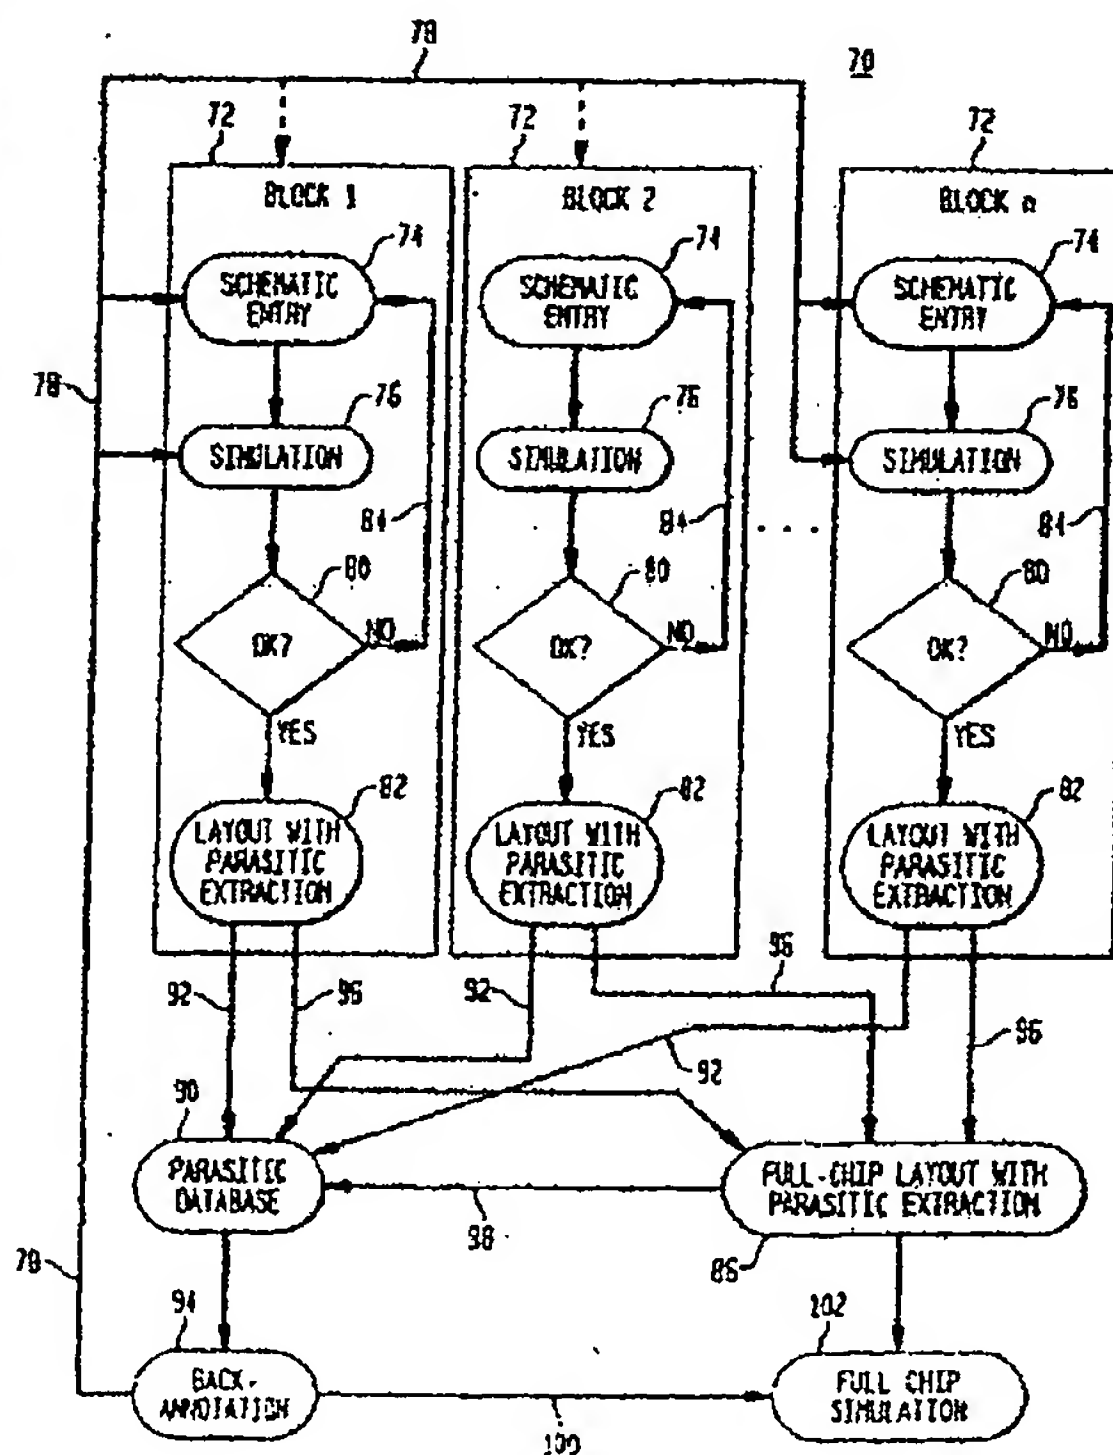 78
70
72
72
72
BLOCK 1
BLOCK 2
BLOCK n
74
74
74
SCHEMATIC
ENTRY
SCHEMATIC
ENTRY
SCHEMATIC
ENTRY
78
76
76
76
SIMULATION
SIMULATION
SIMULATION
84
84
84
. . .
80
80
80
OK?
NO
OK?
NO
OK?
NO
YES
YES
YES
82
82
82
LAYOUT WITH
PARASITIC
EXTRACTION
LAYOUT WITH
PARASITIC
EXTRACTION
LAYOUT WITH
PARASITIC
EXTRACTION
92
96
92
96
96
92
90
PARASITIC
DATABASE
FULL-CHIP LAYOUT WITH
PARASITIC EXTRACTION
98
86
78
94
102
BACK-
ANNOTATION
FULL CHIP
SIMULATION
100